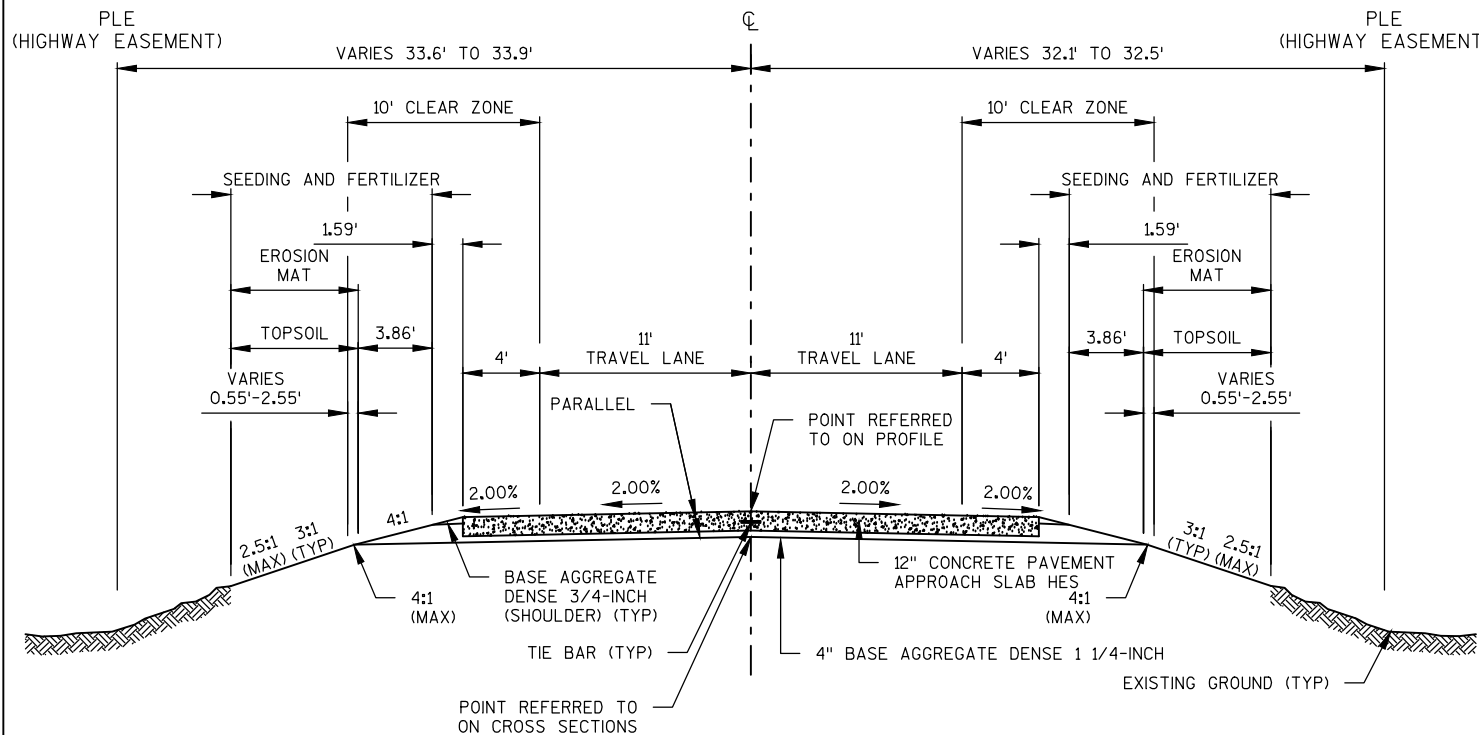 PLE
(HIGHWAY EASEMENT)
℄
PLE
(HIGHWAY EASEMENT
VARIES 33.6' TO 33.9'
VARIES 32.1' TO 32.5'
10' CLEAR ZONE
10' CLEAR ZONE
SEEDING AND FERTILIZER
SEEDING AND FERTILIZER
1.59'
1.59'
EROSION
MAT
EROSION
MAT
TOPSOIL
3.86'
4'
11'
TRAVEL LANE
11'
TRAVEL LANE
4'
3.86'
TOPSOIL
VARIES
0.55'-2.55'
VARIES
0.55'-2.55'
PARALLEL
POINT REFERRED
TO ON PROFILE
2.00%
2.00%
2.00%
2.00%
2.5:1
(MAX)
3:1
(TYP)
4:1
3:1
(TYP)
2.5:1
(MAX)
4:1
(MAX)
BASE AGGREGATE
DENSE 3/4-INCH
(SHOULDER) (TYP)
12" CONCRETE PAVEMENT
APPROACH SLAB HES
4:1
(MAX)
TIE BAR (TYP)
4" BASE AGGREGATE DENSE 1 1/4-INCH
EXISTING GROUND (TYP)
POINT REFERRED TO
ON CROSS SECTIONS